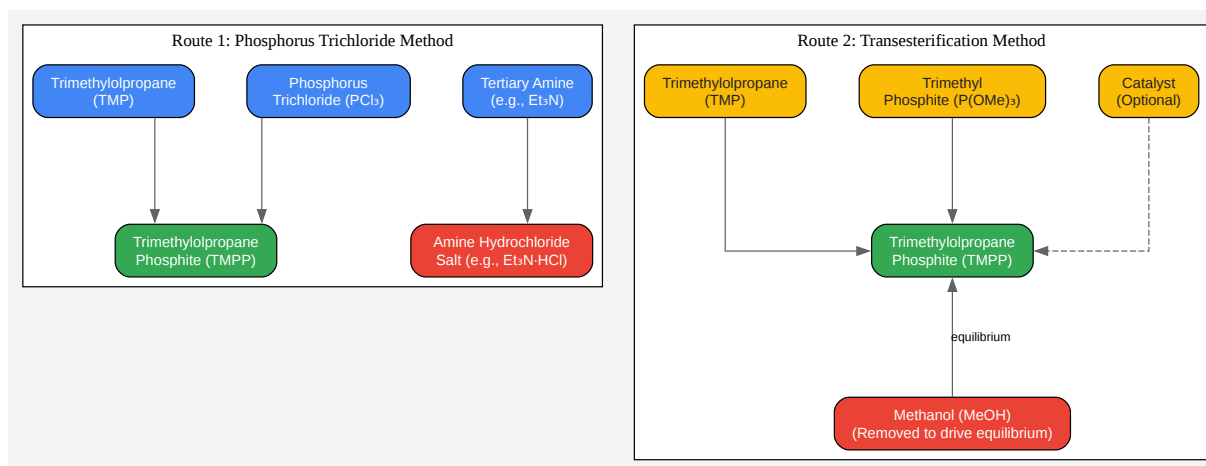 Route 1: Phosphorus Trichloride Method
Trimethylolpropane
(TMP)
Phosphorus
Trichloride (PCl₃)
Tertiary Amine
(e.g., Et₃N)
Trimethylolpropane
Phosphite (TMPP)
Amine Hydrochloride
Salt (e.g., Et₃N·HCl)
Route 2: Transesterification Method
Trimethylolpropane
(TMP)
Trimethyl
Phosphite (P(OMe)₃)
Catalyst
(Optional)
Trimethylolpropane
Phosphite (TMPP)
equilibrium
Methanol (MeOH)
(Removed to drive equilibrium)